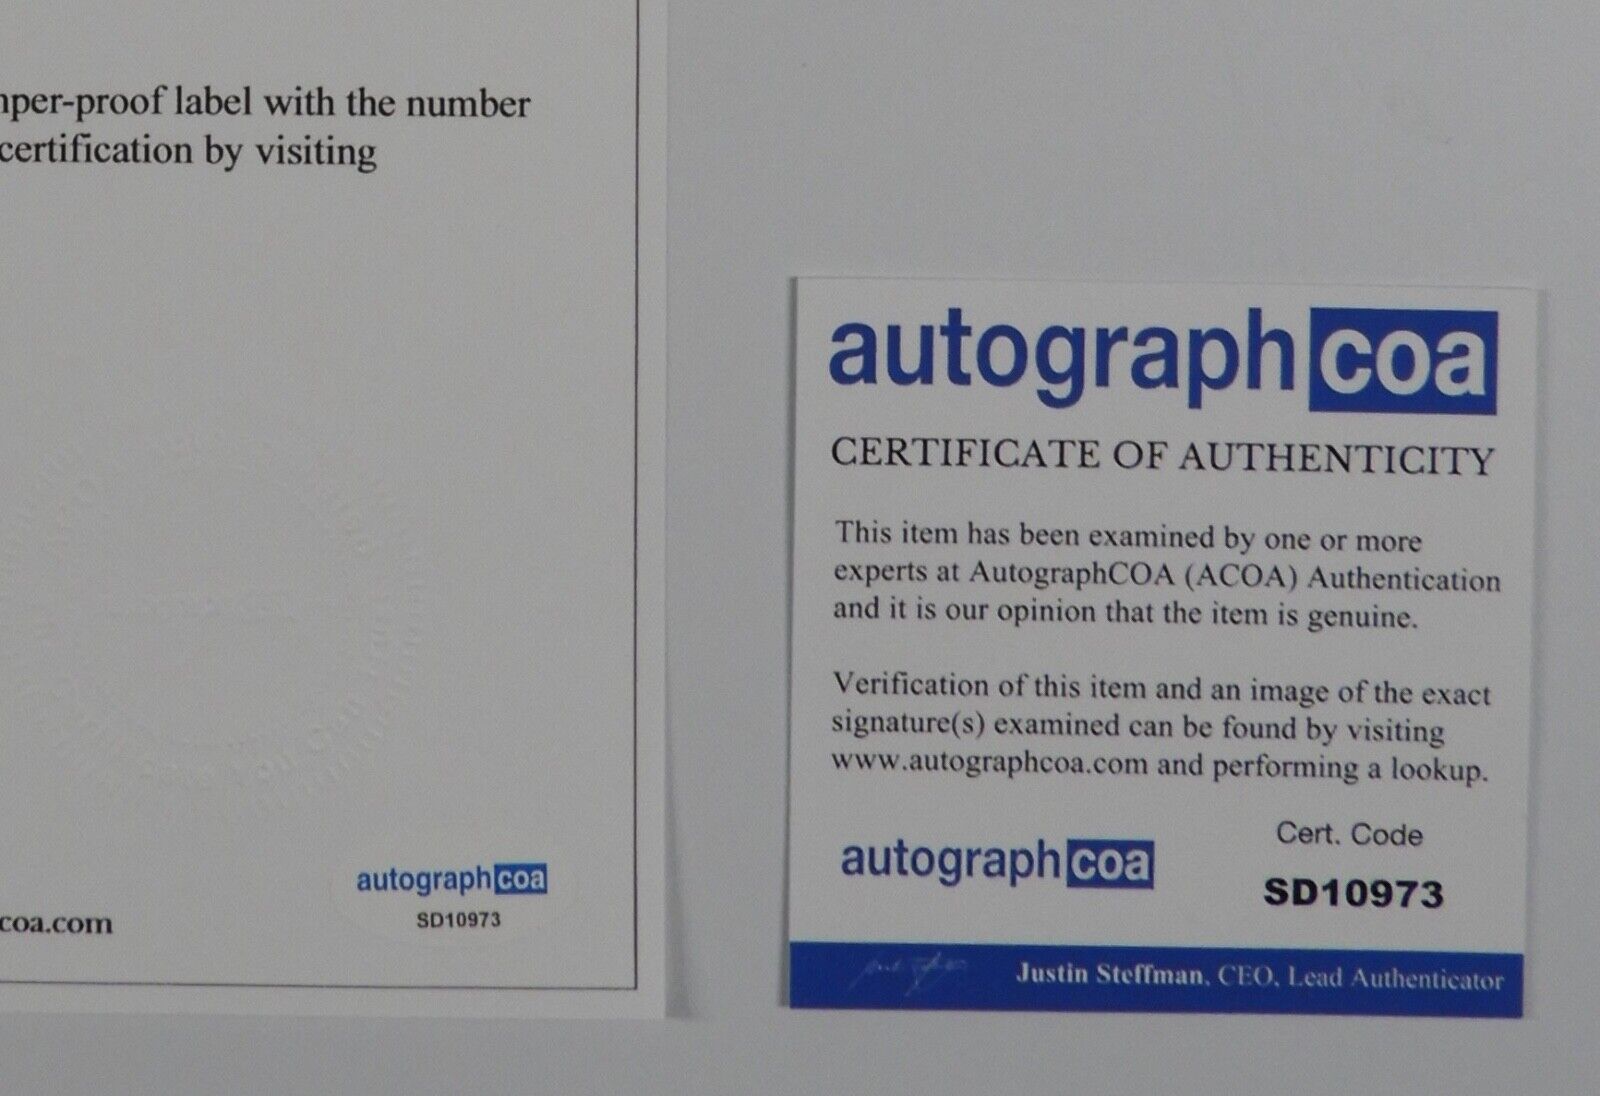 per-proof label with the number
certification by visiting
autographcoa
SD10973
coa.com
autographcoa
CERTIFICATE OF AUTHENTICITY
This item has been examined by one or more
experts at AutographCOA (ACOA) Authentication
and it is our opinion that the item is genuine.
Verification of this item and an image of the exact
signature(s) examined can be found by visiting
www.autographcoa.com and performing a lookup.
autographcoa
Cert. Code
SD10973
Justin Steffman, CEO, Lead Authenticator